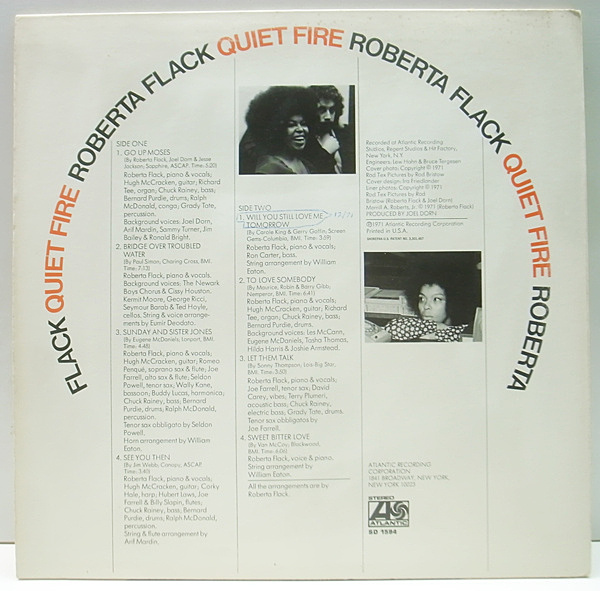 FLACK QUIET FIRE ROBERTA FLACK QUIET FIRE ROBERTA FLACK QUIET FIRE ROBERTA
SIDE ONE
1. GO UP MOSES
(By Roberta Flack, Joel Dorn & Jesse
Jackson, Sapphire, ASCAP. Time: 5:20)
Roberta Flack, piano & vocals;
Hugh McCracken, guitar; Richard
Tee, organ; Chuck Rainey, bass;
Bernard Purdie, drums; Ralph
McDonald, conga; Grady Tate,
percussion.
Background voices: Joel Dorn,
Arif Mardin, Sammy Turner, Jim
Bailey & Ronald Bright.
2. BRIDGE OVER TROUBLED
WATER
(By Paul Simon, Charing Cross, BMI.
Time: 7:13)
Roberta Flack, piano & vocals.
Background voices: The Newark
Boys Chorus & Cissy Houston.
Kermit Moore, George Ricci,
Seymour Barab & Ted Hoyle,
cellos. String & voice arrange-
ments by Eumir Deodato.
3. SUNDAY AND SISTER JONES
(By Eugene McDaniels, Lonport, BMI.
Time: 4:48)
Roberta Flack, piano & vocals;
Hugh McCracken, guitar; Romeo
Penque, soprano sax & flute; Joe
Farrell, alto sax & flute; Seldon
Powell, tenor sax; Wally Kane,
bassoon; Buddy Lucas, harmonica;
Chuck Rainey, bass; Bernard
Purdie, drums; Ralph McDonald,
percussion.
Tenor sax obbligato by Seldon
Powell.
Horn arrangement by William
Eaton.
4. SEE YOU THEN
(By Jim Webb, Canopy, ASCAP.
Time: 3:40)
Roberta Flack, piano & vocals;
Hugh McCracken, guitar; Corky
Hale, harp; Hubert Laws, Joe
Farrell & Billy Slapin, flutes;
Chuck Rainey, bass; Bernard
Purdie, drums; Ralph McDonald,
percussion.
String & flute arrangement by
Arif Mardin.
SIDE TWO
1. WILL YOU STILL LOVE ME
TOMORROW
(By Carole King & Gerry Goffin, Screen
Gems-Columbia, BMI. Time: 3:59)
Roberta Flack, piano & vocals;
Ron Carter, bass.
String arrangement by William
Eaton.
2. TO LOVE SOMEBODY
(By Maurice, Robin & Barry Gibb,
Nemperor, BMI. Time: 6:41)
Roberta Flack, piano & vocals;
Hugh McCracken, guitar; Richard
Tee, organ; Chuck Rainey, bass;
Bernard Purdie, drums.
Background voices: Les McCann,
Eugene McDaniels, Tasha Thomas,
Hilda Harris & Joshie Armstead.
3. LET THEM TALK
(By Sonny Thompson, Lois-Big Star,
BMI. Time: 3:50)
Roberta Flack, piano & vocals;
Joe Farrell, tenor sax; David
Carey, vibes; Terry Plumeri,
acoustic bass; Chuck Rainey,
electric bass; Grady Tate, drums.
Tenor sax obbligatos by
Joe Farrell.
4. SWEET BITTER LOVE
(By Van McCoy, Blackwood,
BMI. Time: 6:00)
Roberta Flack, voice & piano.
String arrangement by
William Eaton.
All the arrangements are by
Roberta Flack.
Recorded at Atlantic Recording
Studios, Regent Studios & Hit Factory,
New York, N.Y.
Engineers: Lew Hahn & Bruce Tergesen
Cover photo: Copyright © 1971
Rod Tex Pictures by Rod Bristow
Cover design: Ira Friedlander
Liner photos: Copyright © 1971
Rod Tex Pictures by Rod
Bristow (Roberta Flack & Joel Dorn)
Merrill A. Roberts, Jr. © 1971 (Roberta Flack)
PRODUCED BY JOEL DORN
℗1971 Atlantic Recording Corporation
Printed in U.S.A.
ATLANTIC RECORDING
CORPORATION
1841 BROADWAY, NEW YORK,
NEW YORK 10023
STEREO
ATLANTIC
SD 1594